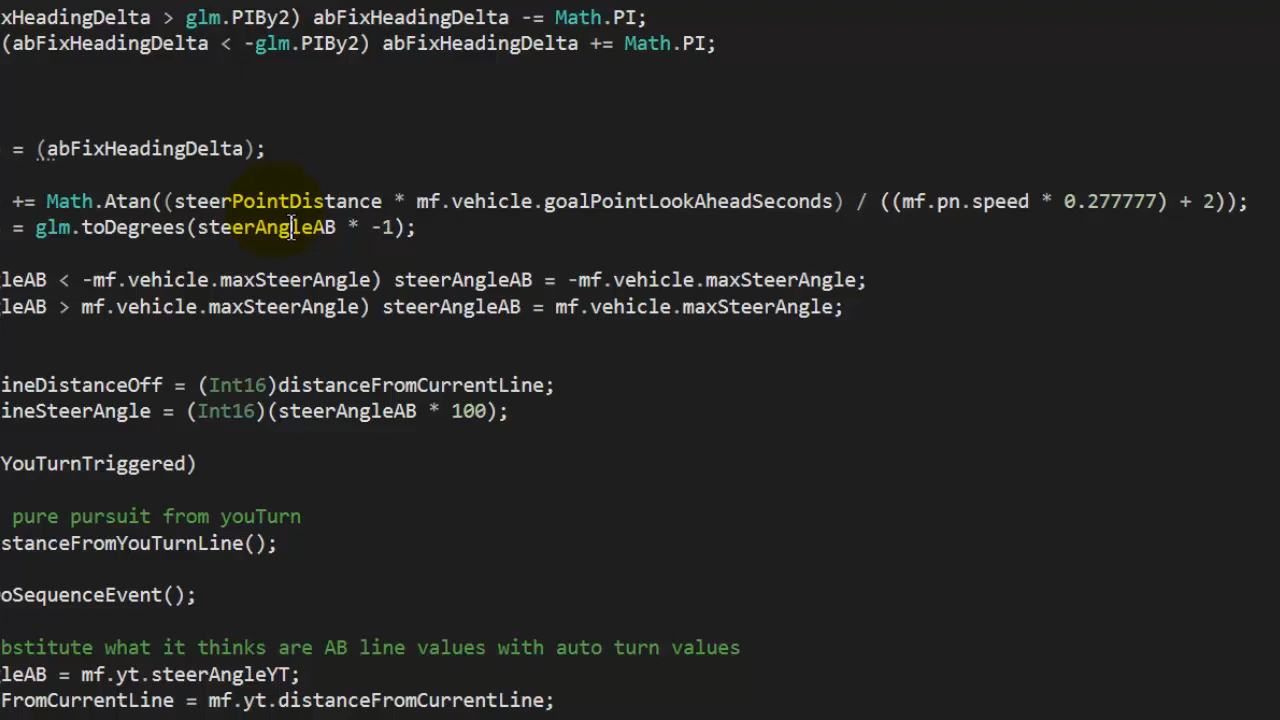 xHeadingDelta > glm.PIBy2) abFixHeadingDelta -= Math.PI;
(abFixHeadingDelta < -glm.PIBy2) abFixHeadingDelta += Math.PI;
= (abFixHeadingDelta);
+= Math.Atan((steerPointDistance * mf.vehicle.goalPointLookAheadSeconds) / ((mf.pn.speed * 0.277777) + 2));
= glm.toDegrees(steerAngleAB * -1);
gleAB < -mf.vehicle.maxSteerAngle) steerAngleAB = -mf.vehicle.maxSteerAngle;
gleAB > mf.vehicle.maxSteerAngle) steerAngleAB = mf.vehicle.maxSteerAngle;
ineDistanceOff = (Int16)distanceFromCurrentLine;
ineSteerAngle = (Int16)(steerAngleAB * 100);
YouTurnTriggered)
pure pursuit from youTurn
stanceFromYouTurnLine();
oSequenceEvent();
bstitute what it thinks are AB line values with auto turn values
gleAB = mf.yt.steerAngleYT;
FromCurrentLine = mf.yt.distanceFromCurrentLine;